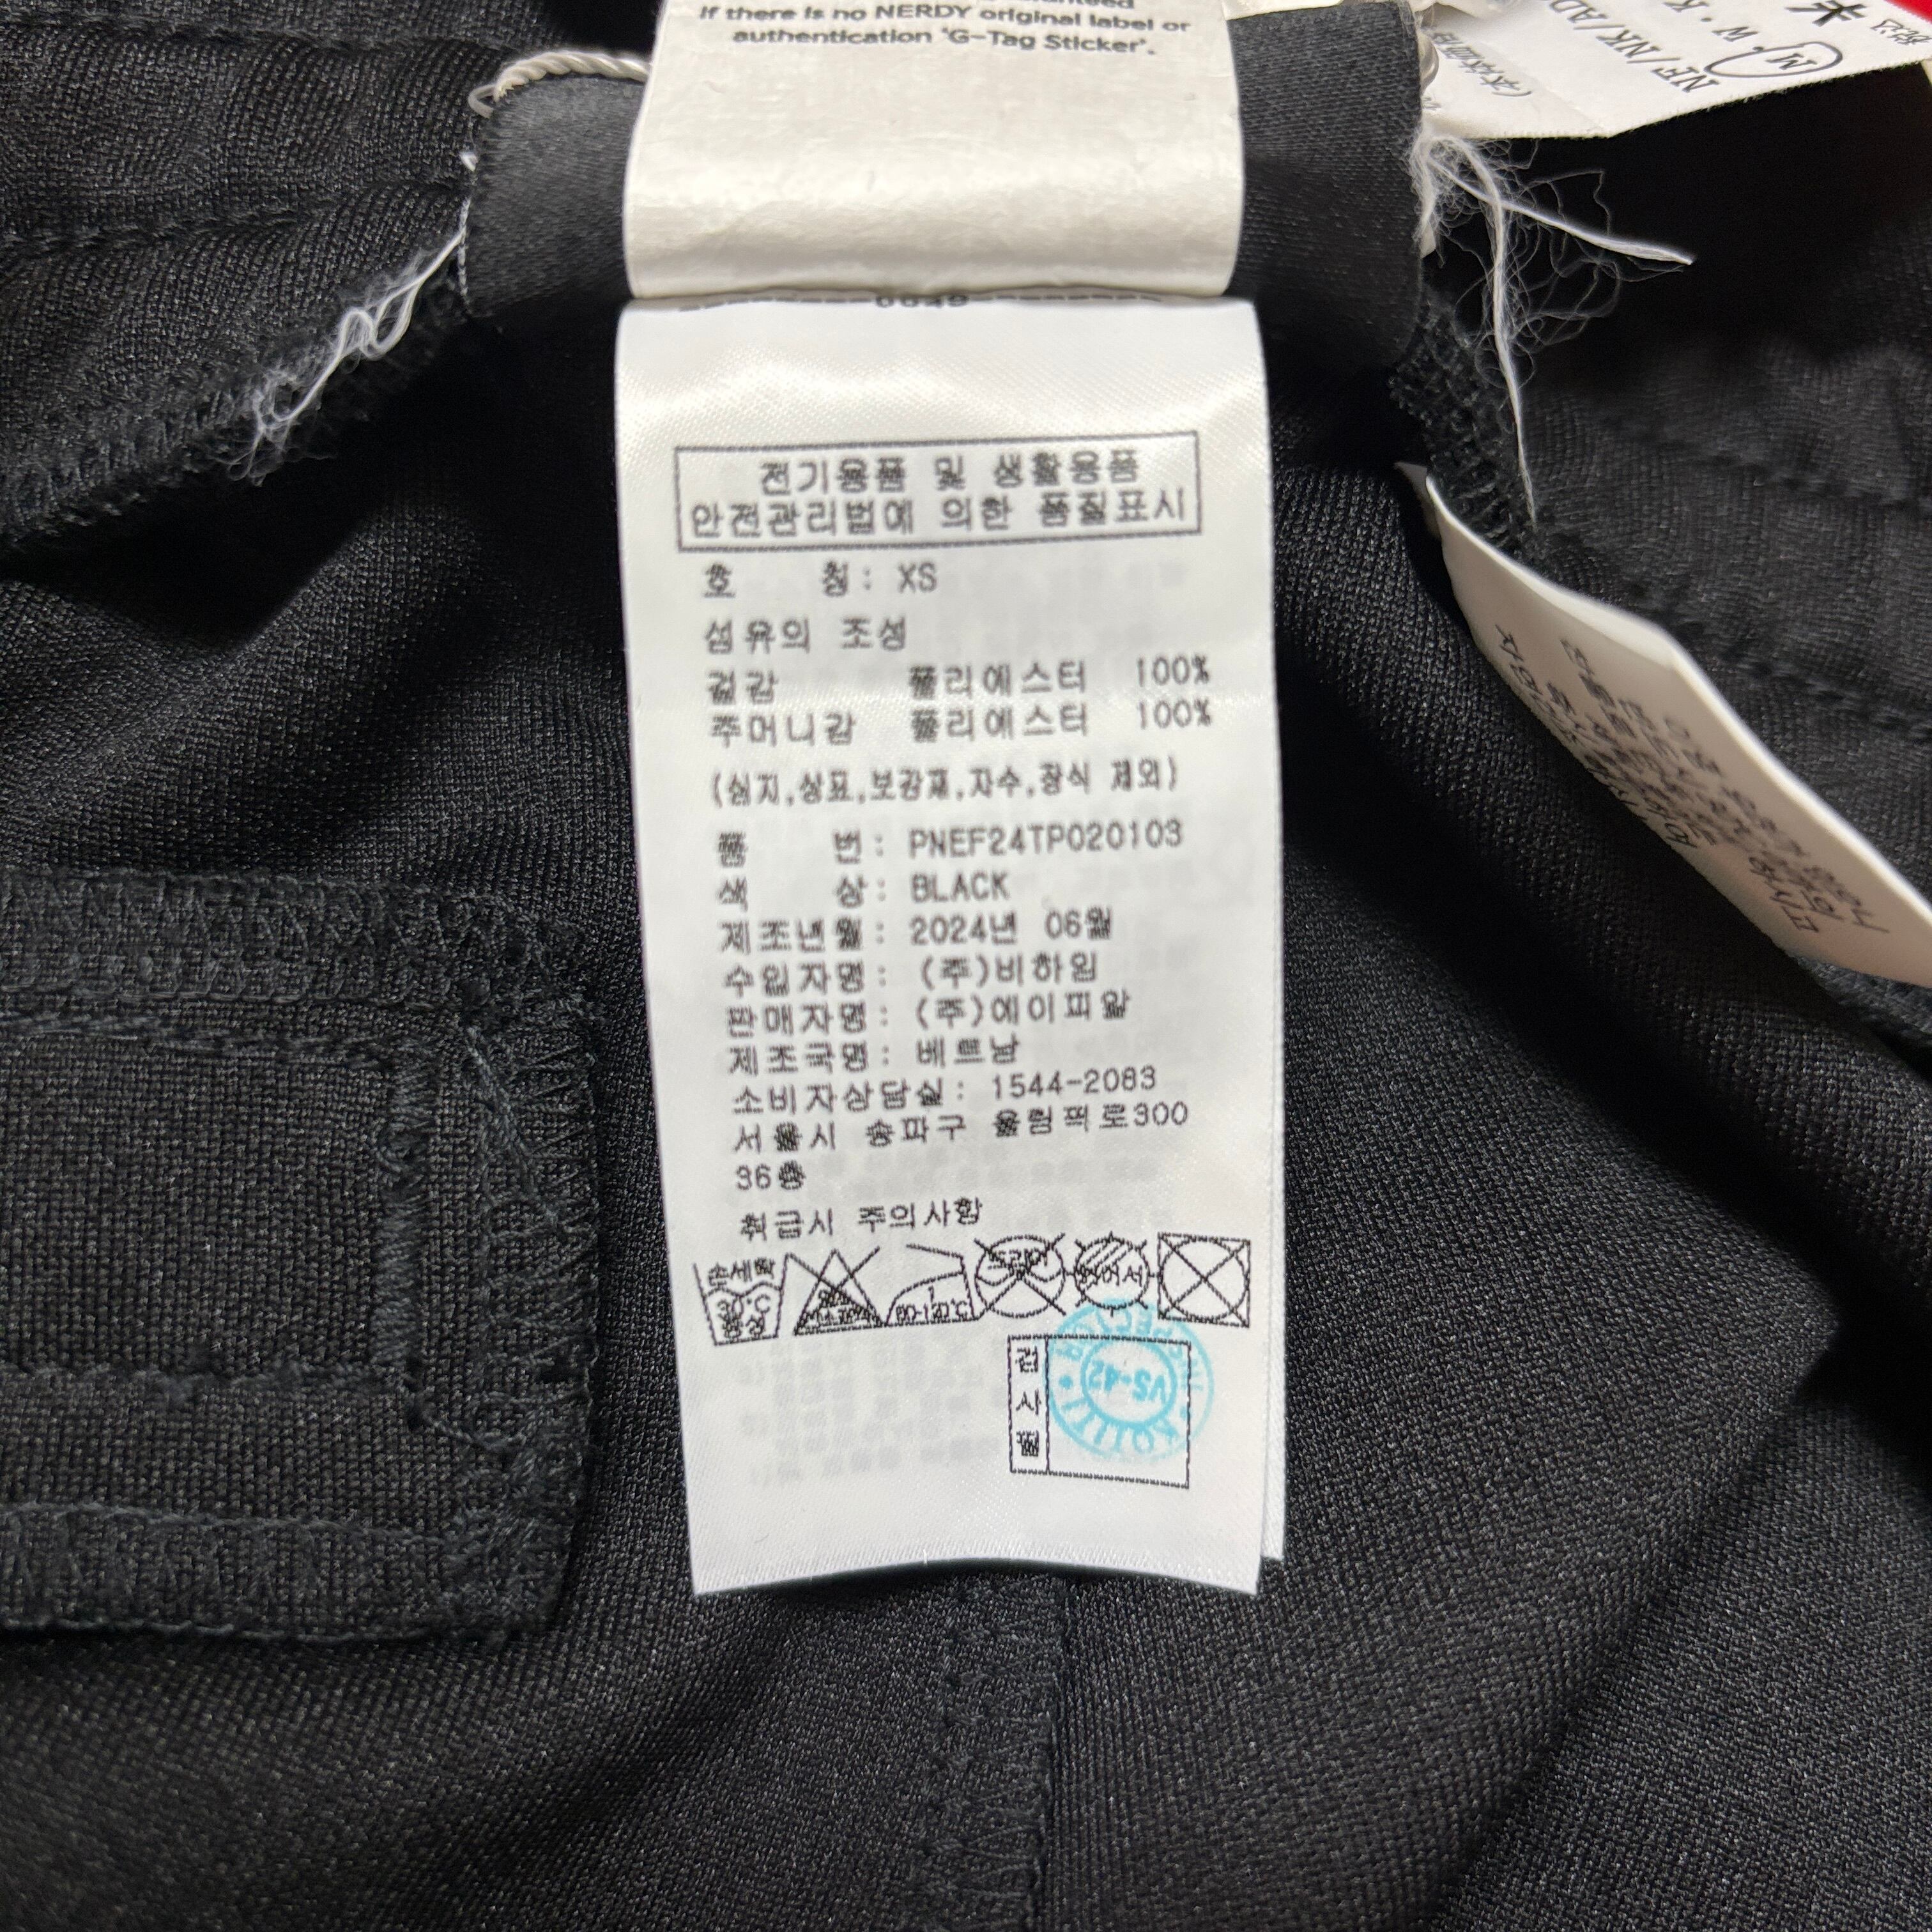 If there is no NERDY original label or
authentication 'G-Tag Sticker'.
전기용품 및 생활용품
안전관리법에 의한 품질표시
호 칭: XS
섬유의 조성
겉감 폴리에스터 100%
주머니감 폴리에스터 100%
(심지,상표,보강재,자수,장식 제외)
품 번: PNEF24TP020103
색 상: BLACK
제조년월: 2024년 06월
수입자명: (주)비하임
판매자명: (주)에이피알
제조국명: 베트남
소비자상담실: 1544-2083
서울시 송파구 올림픽로300
36층
취급시 주의사항
손세탁
30℃
중성
염소
80-120℃
드라이
검사필
VS-42
NF/NK/AD